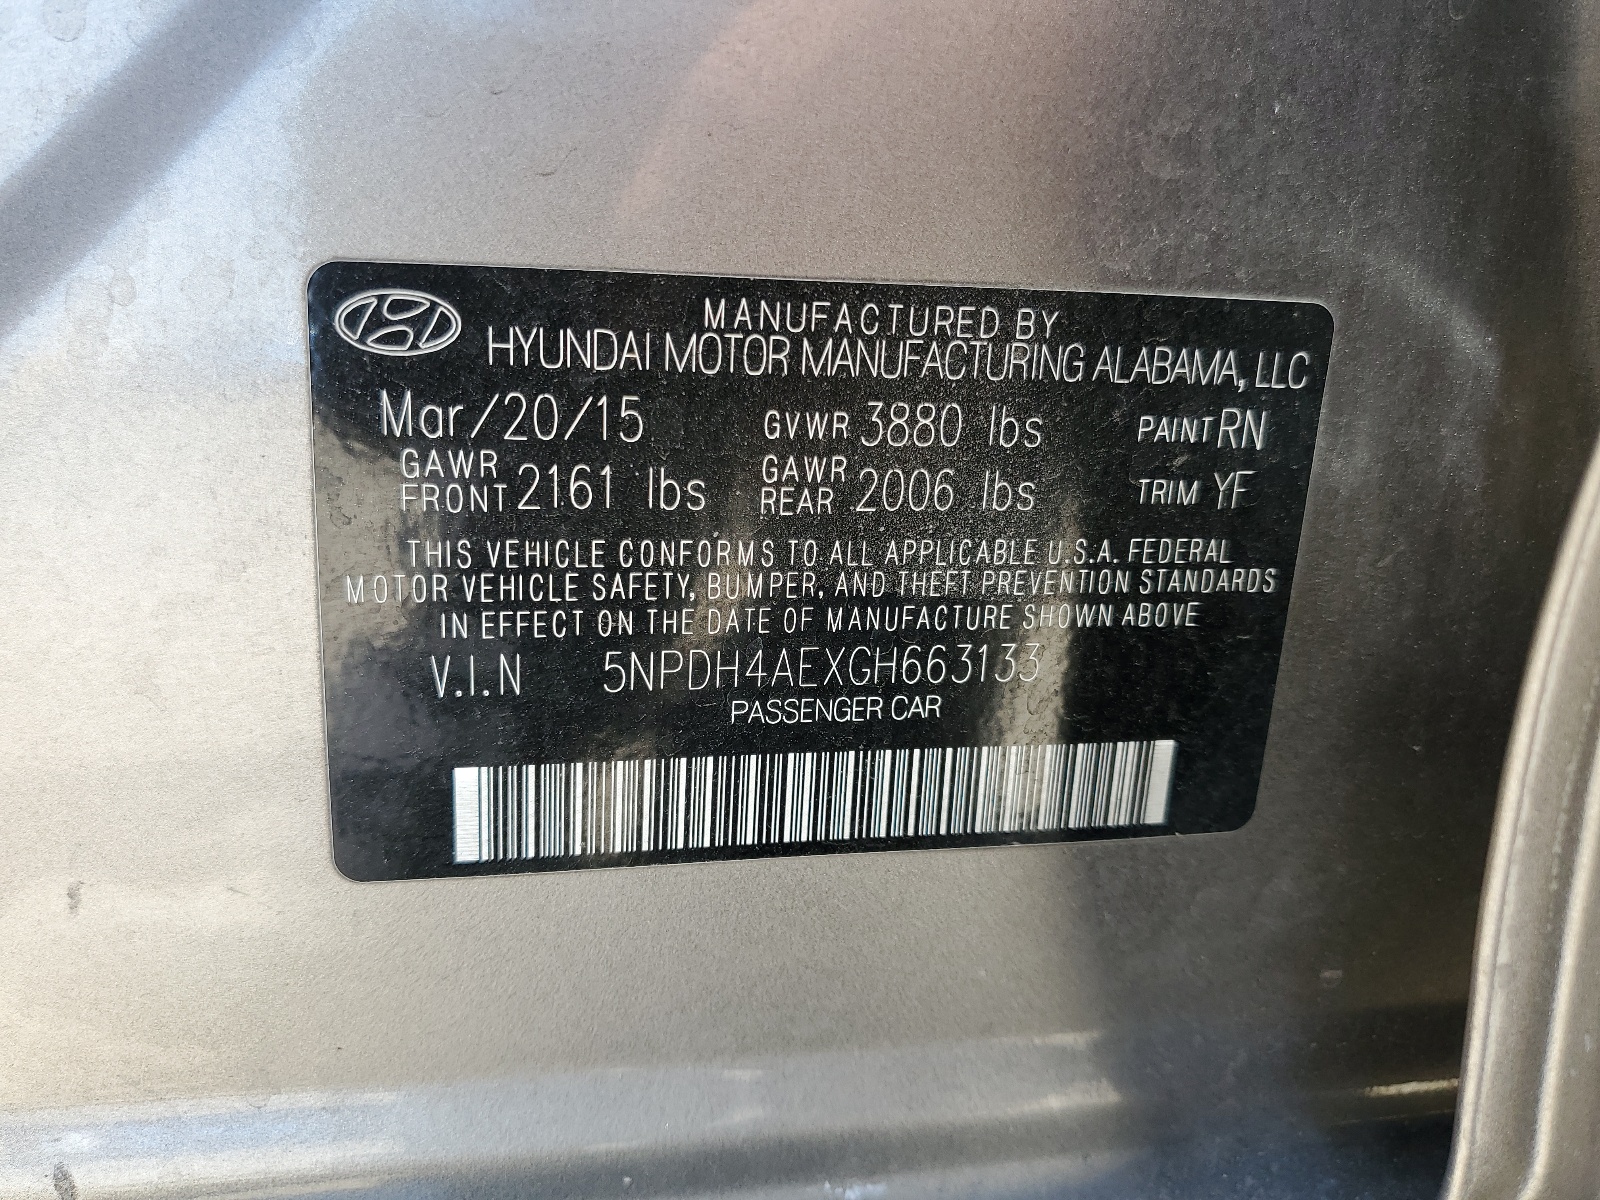 MANUFACTURED BY
HYUNDAI MOTOR MANUFACTURING ALABAMA, LLC
Mar/20/15 GVWR 3880 lbs PAINT RN
GAWR FRONT 2161 lbs GAWR REAR 2006 lbs TRIM YF
THIS VEHICLE CONFORMS TO ALL APPLICABLE U.S.A. FEDERAL
MOTOR VEHICLE SAFETY, BUMPER, AND THEFT PREVENTION STANDARDS
IN EFFECT ON THE DATE OF MANUFACTURE SHOWN ABOVE
V.I.N 5NPDH4AEXGH663133
PASSENGER CAR